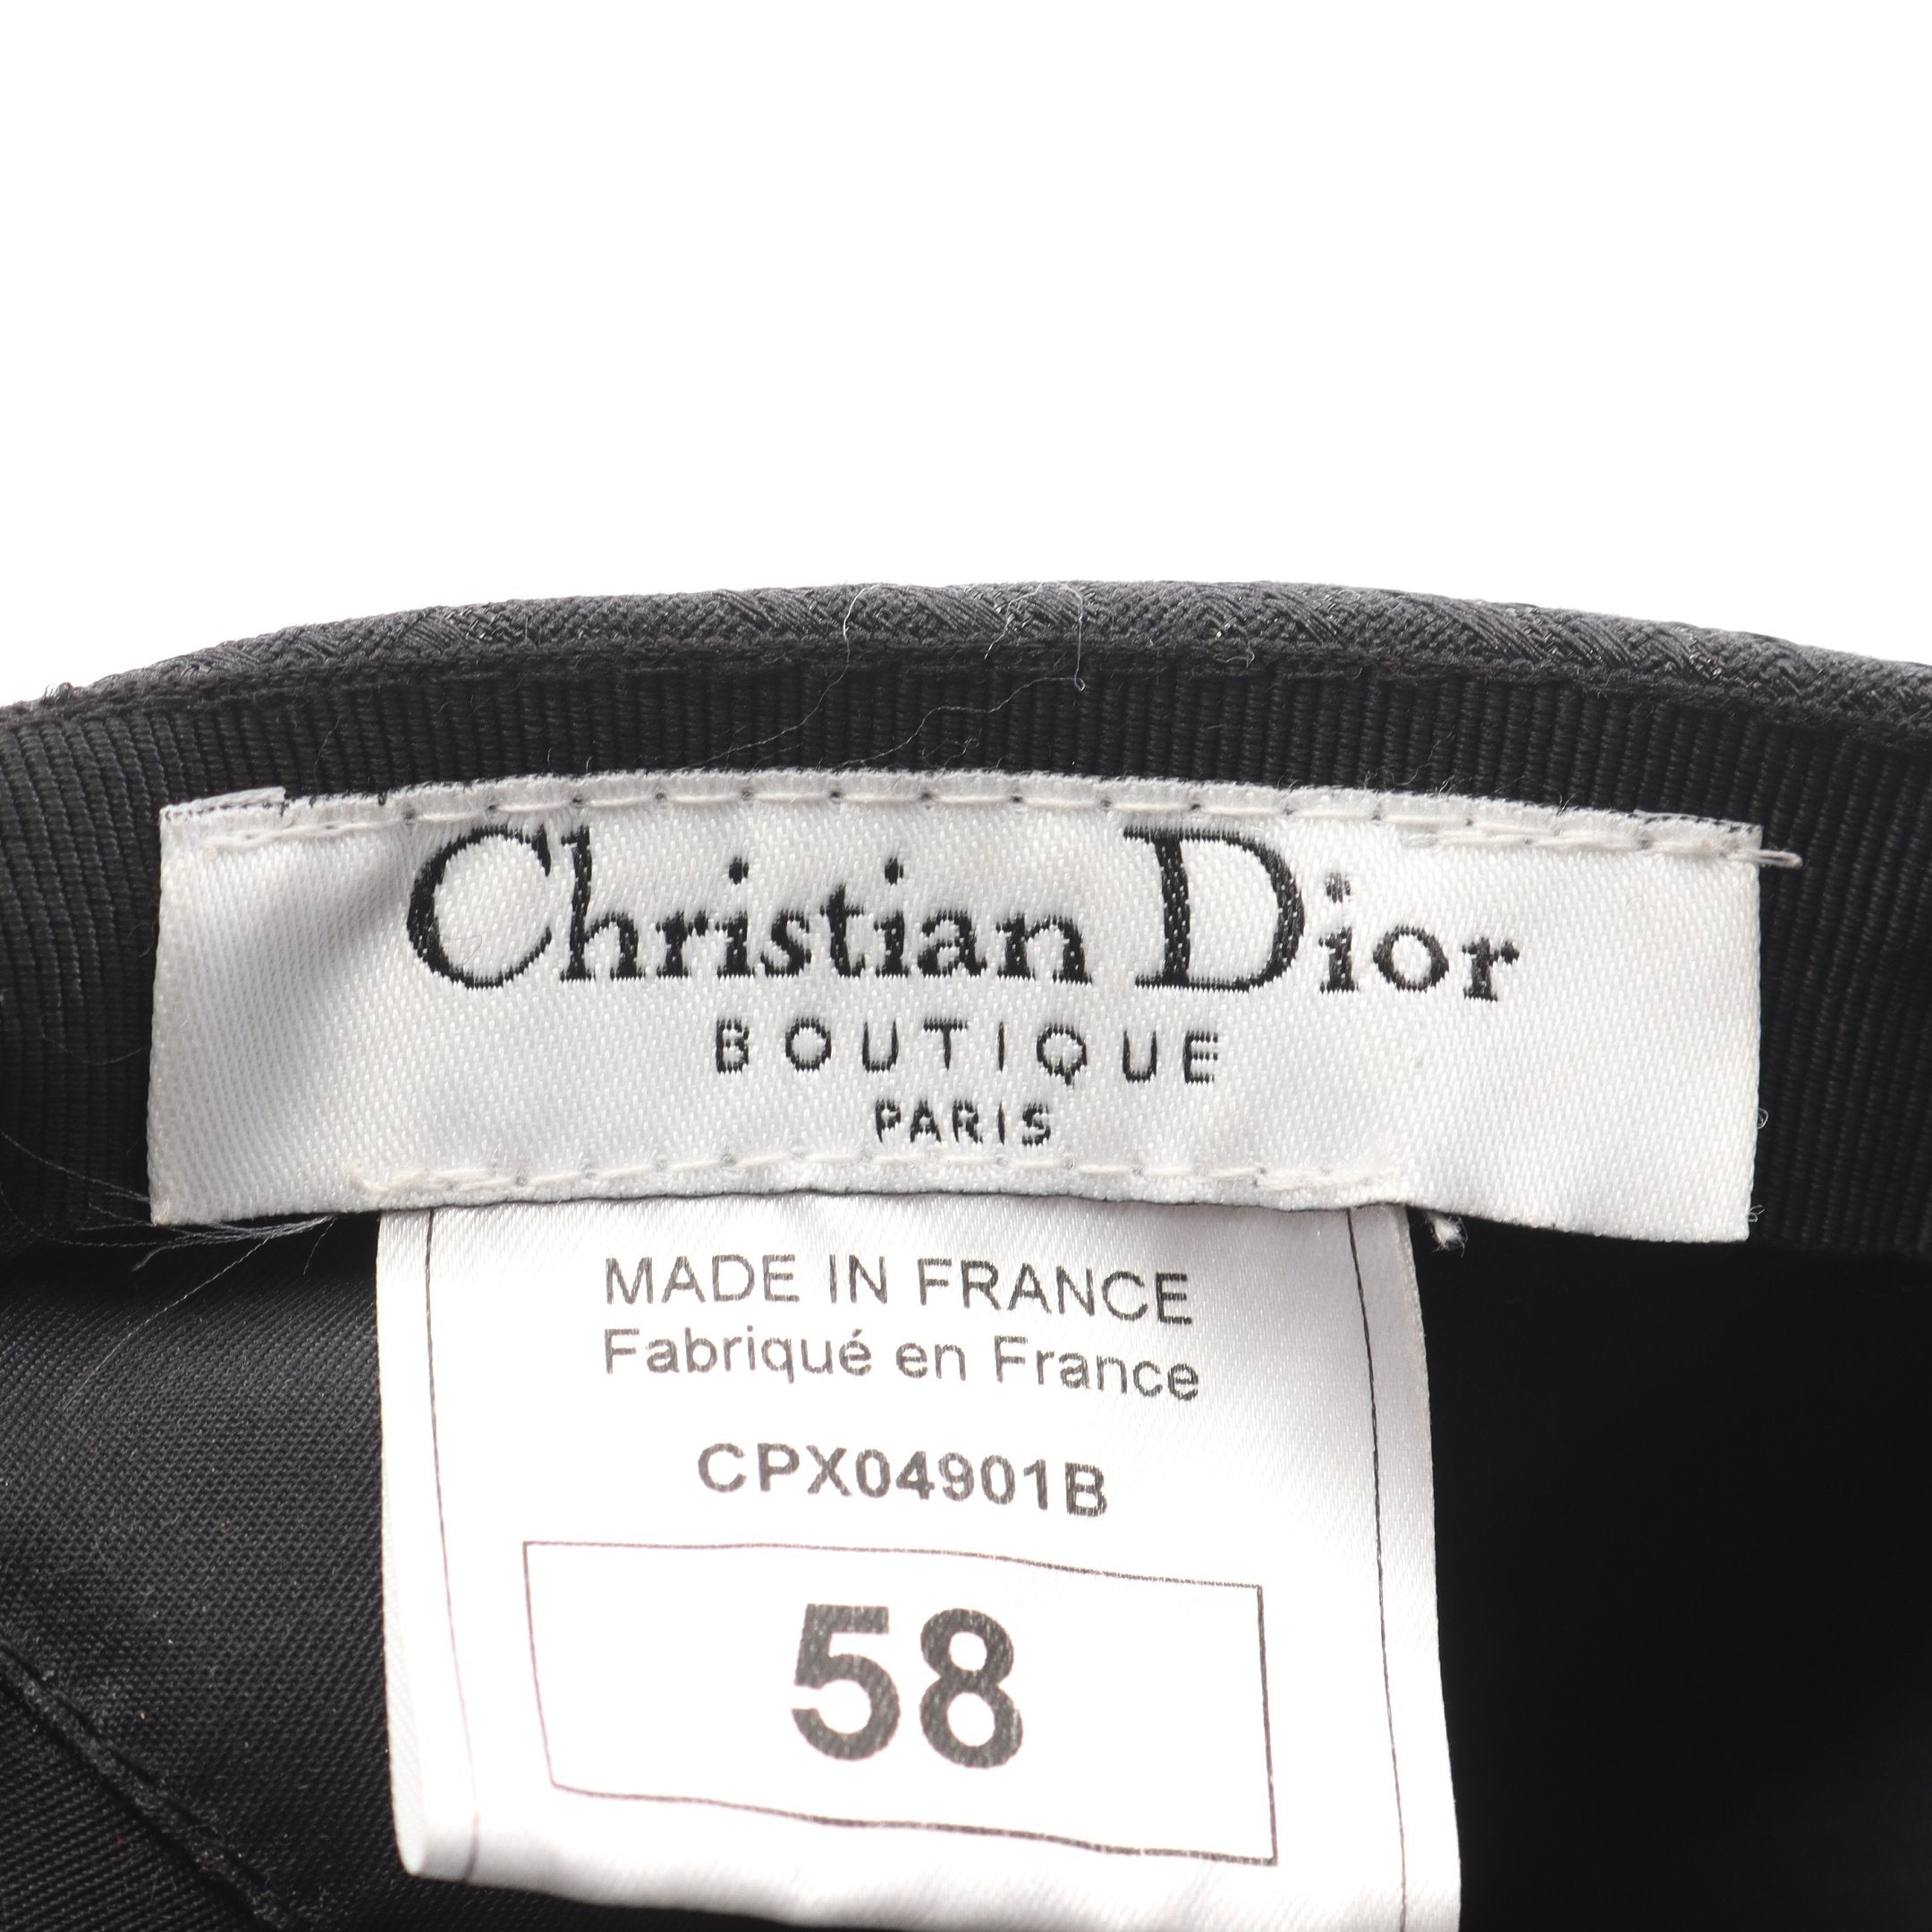 Christian Dior
BOUTIQUE
PARIS
MADE IN FRANCE
Fabriqué en France
CPX04901B
58